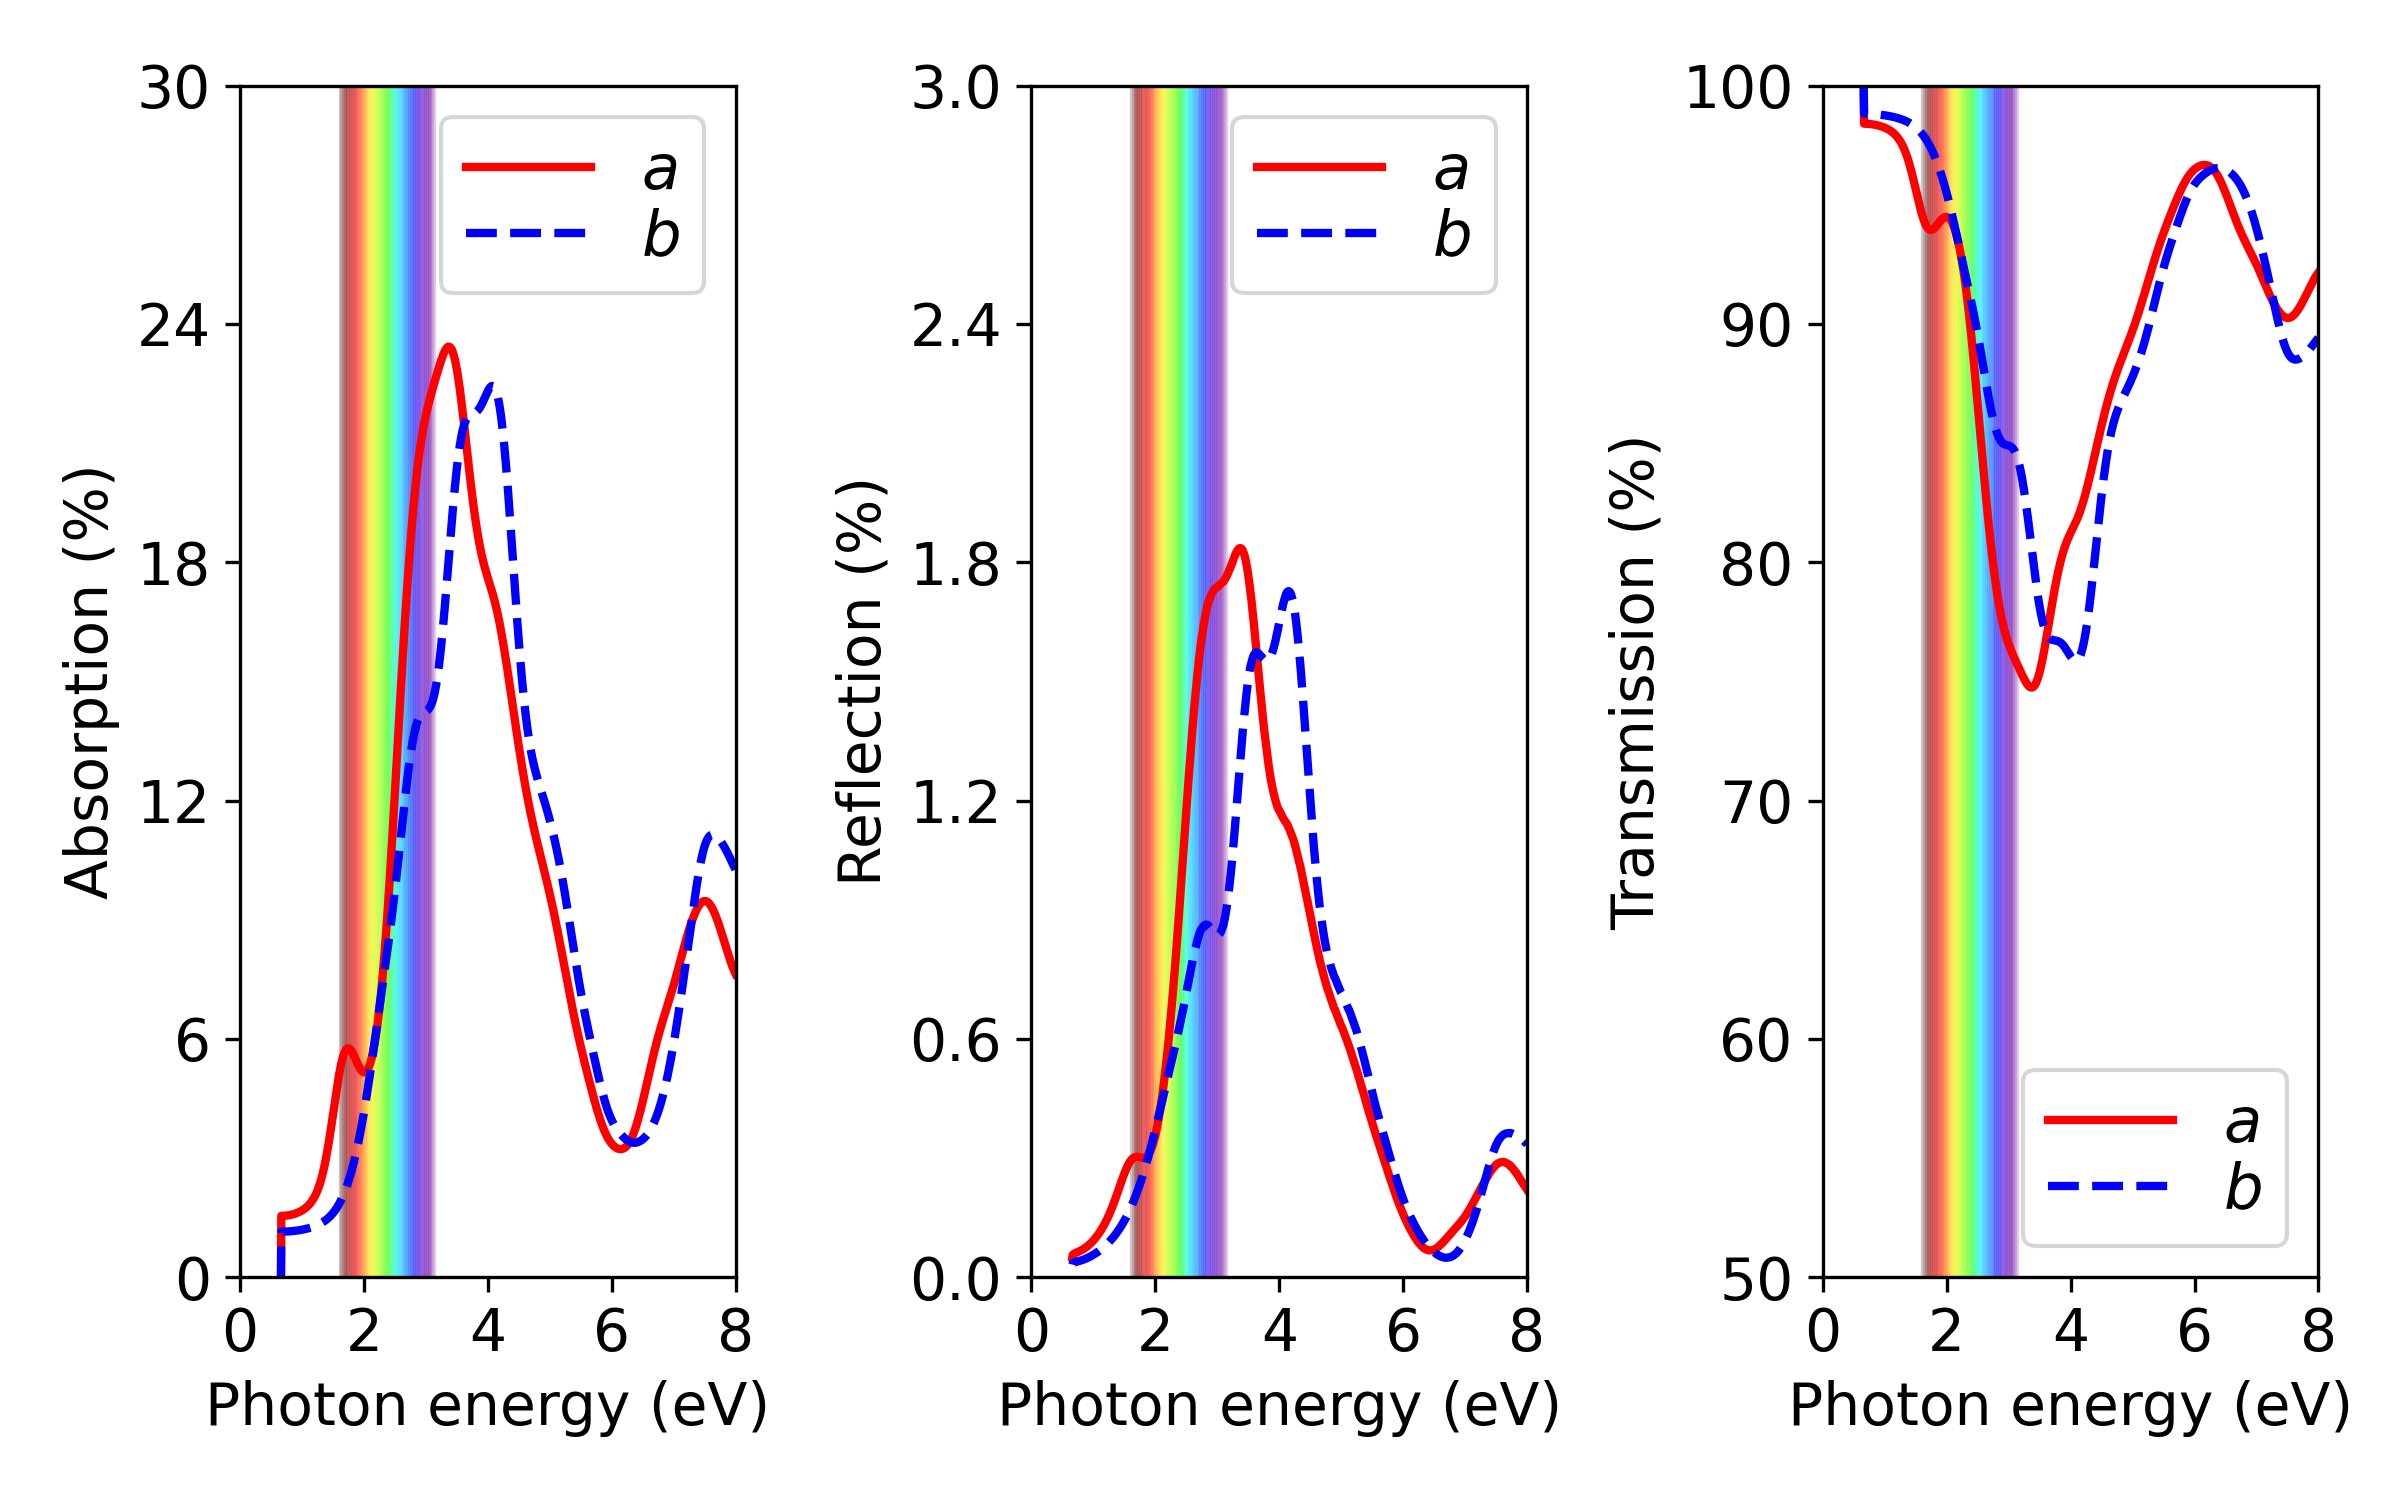 Absorption (%)
30
24
18
12
6
0
0 2 4 6 8
Photon energy (eV)
a
b
Reflection (%)
3.0
2.4
1.8
1.2
0.6
0.0
0 2 4 6 8
Photon energy (eV)
a
b
Transmission (%)
100
90
80
70
60
50
0 2 4 6 8
Photon energy (eV)
a
b